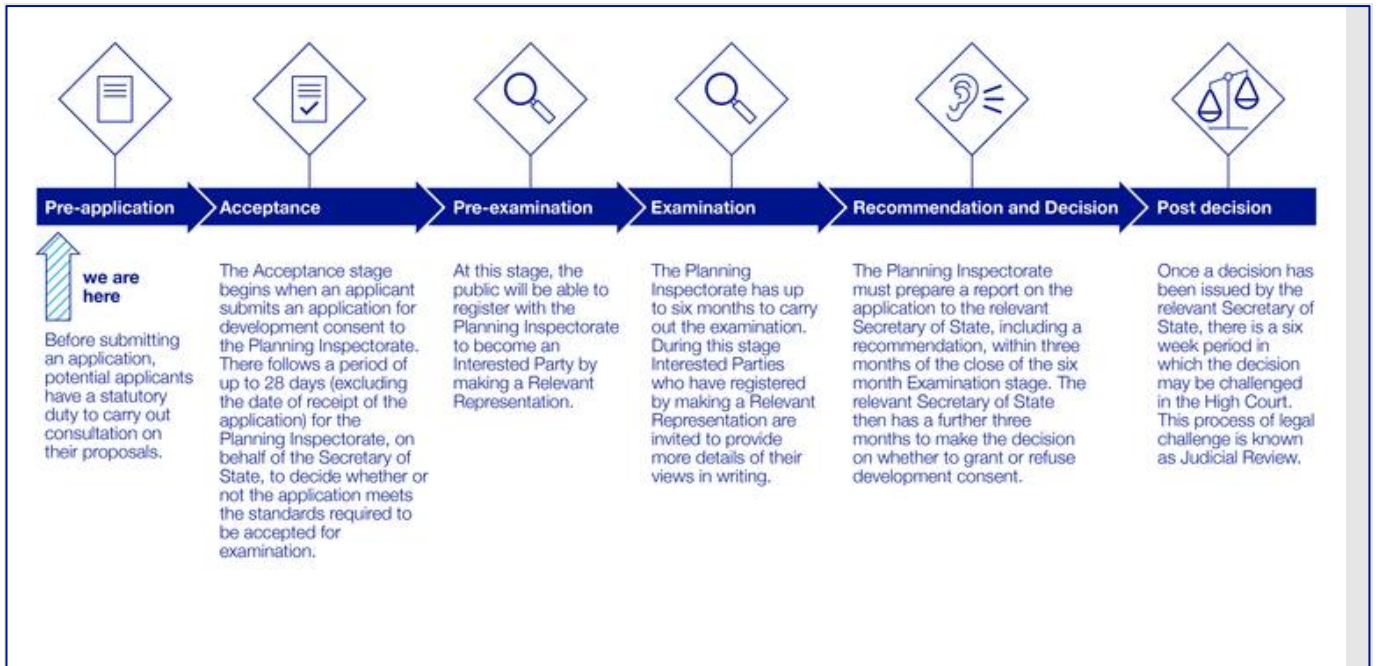 Pre-application
Acceptance
Pre-examination
Examination
Recommendation and Decision
Post decision
we are
here
Before submitting
an application,
potential applicants
have a statutory
duty to carry out
consultation on
their proposals.
The Acceptance stage
begins when an applicant
submits an application for
development consent to
the Planning Inspectorate.
There follows a period of
up to 28 days (excluding
the date of receipt of the
application) for the
Planning Inspectorate, on
behalf of the Secretary of
State, to decide whether or
not the application meets
the standards required to
be accepted for
examination.
At this stage, the
public will be able to
register with the
Planning Inspectorate
to become an
Interested Party by
making a Relevant
Representation.
The Planning
Inspectorate has up
to six months to carry
out the examination.
During this stage
Interested Parties
who have registered
by making a Relevant
Representation are
invited to provide
more details of their
views in writing.
The Planning Inspectorate
must prepare a report on the
application to the relevant
Secretary of State, including a
recommendation, within three
months of the close of the six
month Examination stage. The
relevant Secretary of State
then has a further three
months to make the decision
on whether to grant or refuse
development consent.
Once a decision has
been issued by the
relevant Secretary of
State, there is a six
week period in
which the decision
may be challenged
in the High Court.
This process of legal
challenge is known
as Judicial Review.